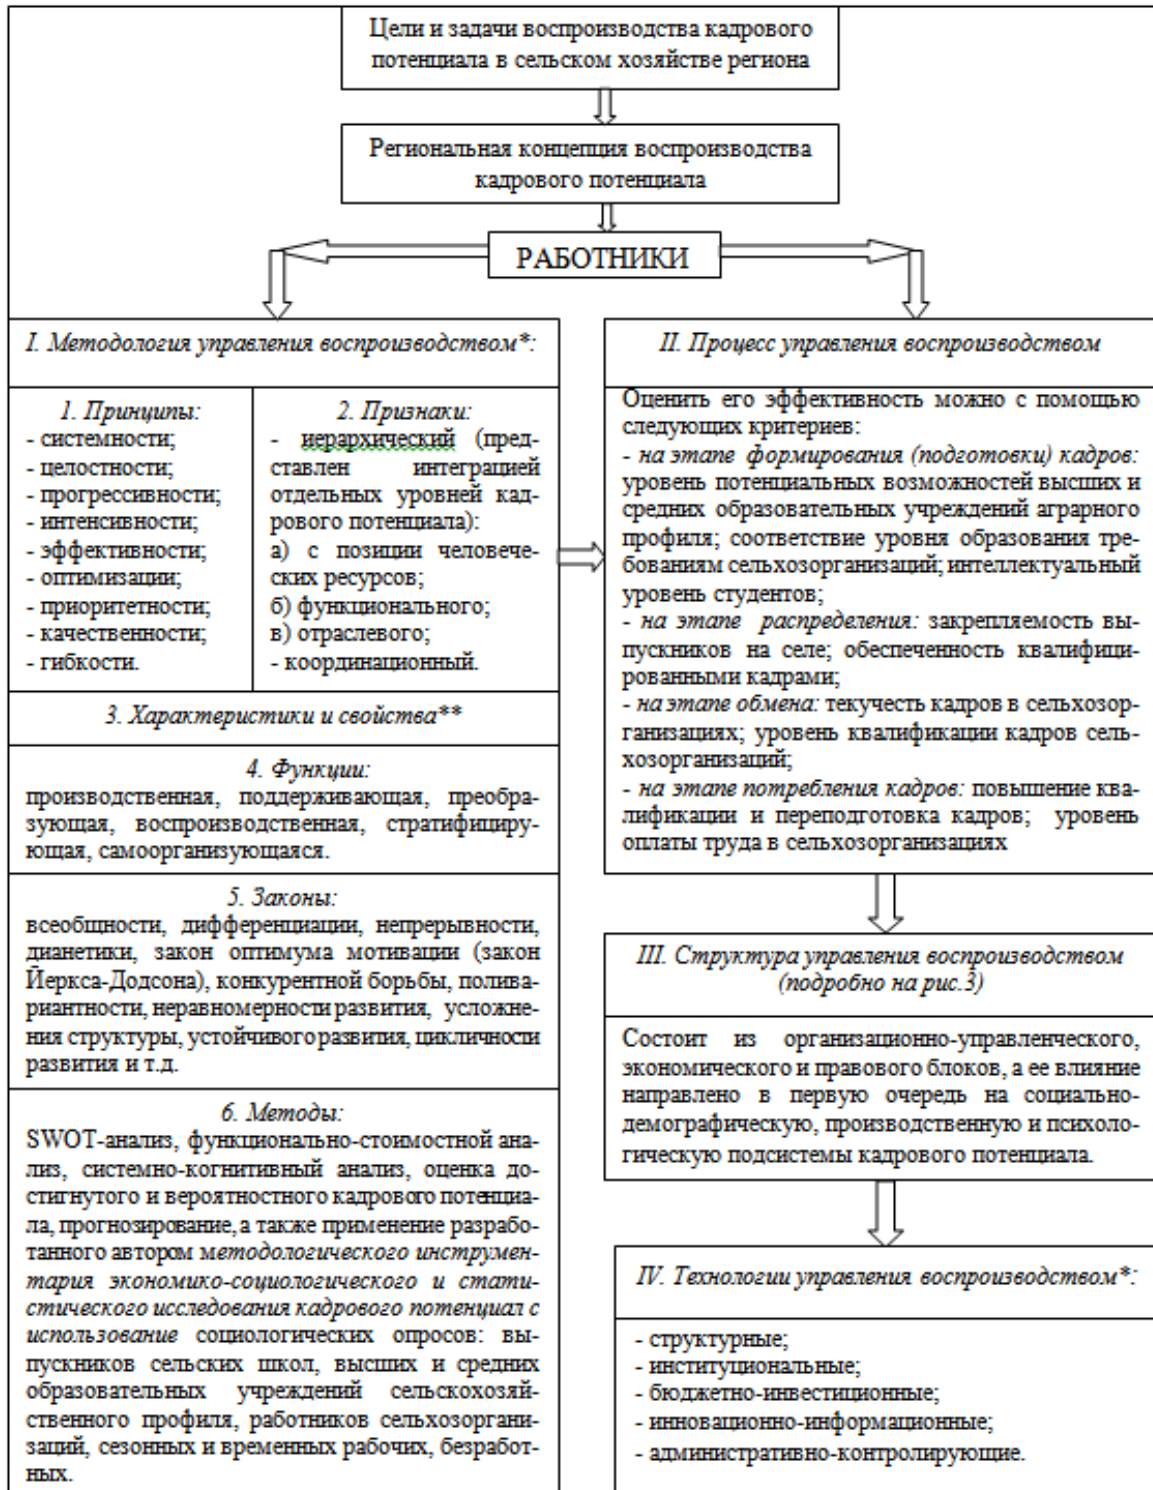 Цели и задачи воспроизводства кадрового
потенциала в сельском хозяйстве региона
Региональная концепция воспроизводства
кадрового потенциала
РАБОТНИКИ
I. Методология управления воспроизводством*:
1. Принципы:
- системности;
- целостности;
- прогрессивности;
- интенсивности;
- эффективности;
- оптимизации;
- приоритетности;
- качественности;
- гибкости.
2. Признаки:
- иерархический (пред-
ставлен интеграцией
отдельных уровней кад-
рового потенциала):
а) с позиции человече-
ских ресурсов;
б) функционального;
в) отраслевого;
- координационный.
3. Характеристики и свойства**
4. Функции:
производственная, поддерживающая, преобра-
зующая, воспроизводственная, стратифициру-
ющая, самоорганизующаяся.
5. Законы:
всеобщности, дифференциации, непрерывности,
дианетики, закон оптимума мотивации (закон
Йеркса-Додсона), конкурентной борьбы, полива-
риантности, неравномерности развития, усложне-
ния структуры, устойчивого развития, цикличности
развития и т.д.
6. Методы:
SWOT-анализ, функционально-стоимостной ана-
лиз, системно-когнитивный анализ, оценка до-
стигнутого и вероятностного кадрового потенциа-
ла, прогнозирование, а также применение разрабо-
танного автором методологического инструмен-
тария экономико-социологического и стати-
стического исследования кадрового потенциал с
использование социологических опросов: вы-
пускников сельских школ, высших и средних
образовательных учреждений сельскохозяй-
ственного профиля, работников сельхозоргани-
заций, сезонных и временных рабочих, безработ-
ных.
II. Процесс управления воспроизводством
Оценить его эффективность можно с помощью
следующих критериев:
- на этапе формирования (подготовки) кадров:
уровень потенциальных возможностей высших и
средних образовательных учреждений аграрного
профиля; соответствие уровня образования тре-
бованиям сельхозорганизаций; интеллектуальный
уровень студентов;
- на этапе распределения: закрепляемость вы-
пускников на селе; обеспеченность квалифици-
рованными кадрами;
- на этапе обмена: текучесть кадров в сельхозор-
ганизациях; уровень квалификации кадров сель-
хозорганизаций;
- на этапе потребления кадров: повышение ква-
лификации и переподготовка кадров; уровень
оплаты труда в сельхозорганизациях
III. Структура управления воспроизводством
(подробно на рис.3)
Состоит из организационно-управленческого,
экономического и правового блоков, а ее влияние
направлено в первую очередь на социально-
демографическую, производственную и психоло-
гическую подсистемы кадрового потенциала.
IV. Технологии управления воспроизводством*:
- структурные;
- институциональные;
- бюджетно-инвестиционные;
- инновационно-информационные;
- административно-контролирующие.